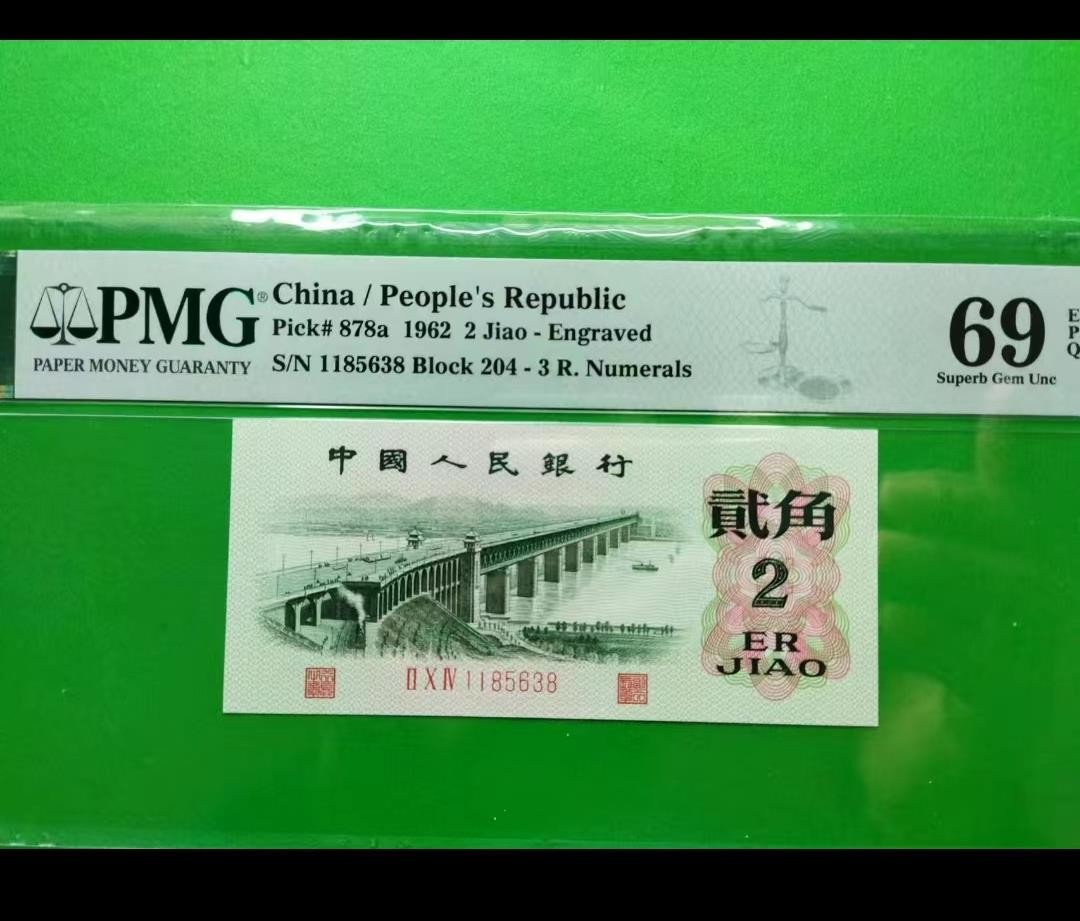 PMG®
PAPER MONEY GUARANTY
China / People's Republic
Pick# 878a 1962 2 Jiao - Engraved
S/N 1185638 Block 204 - 3 R. Numerals
69
Superb Gem Unc
E
P
Q
中國人民銀行
貳角
2
ER
JIAO
ⅡⅩⅣ 1185638